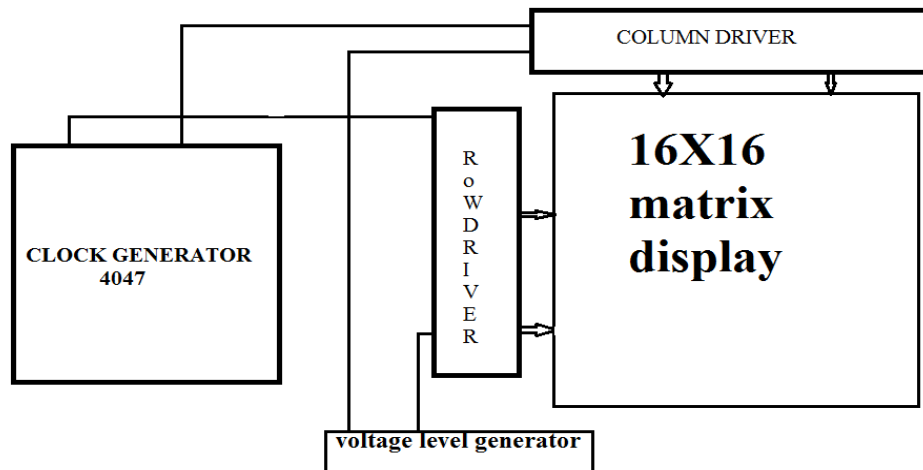 COLUMN DRIVER
16X16
matrix
display
R
o
W
D
R
I
V
E
R
CLOCK GENERATOR
4047
voltage level generator